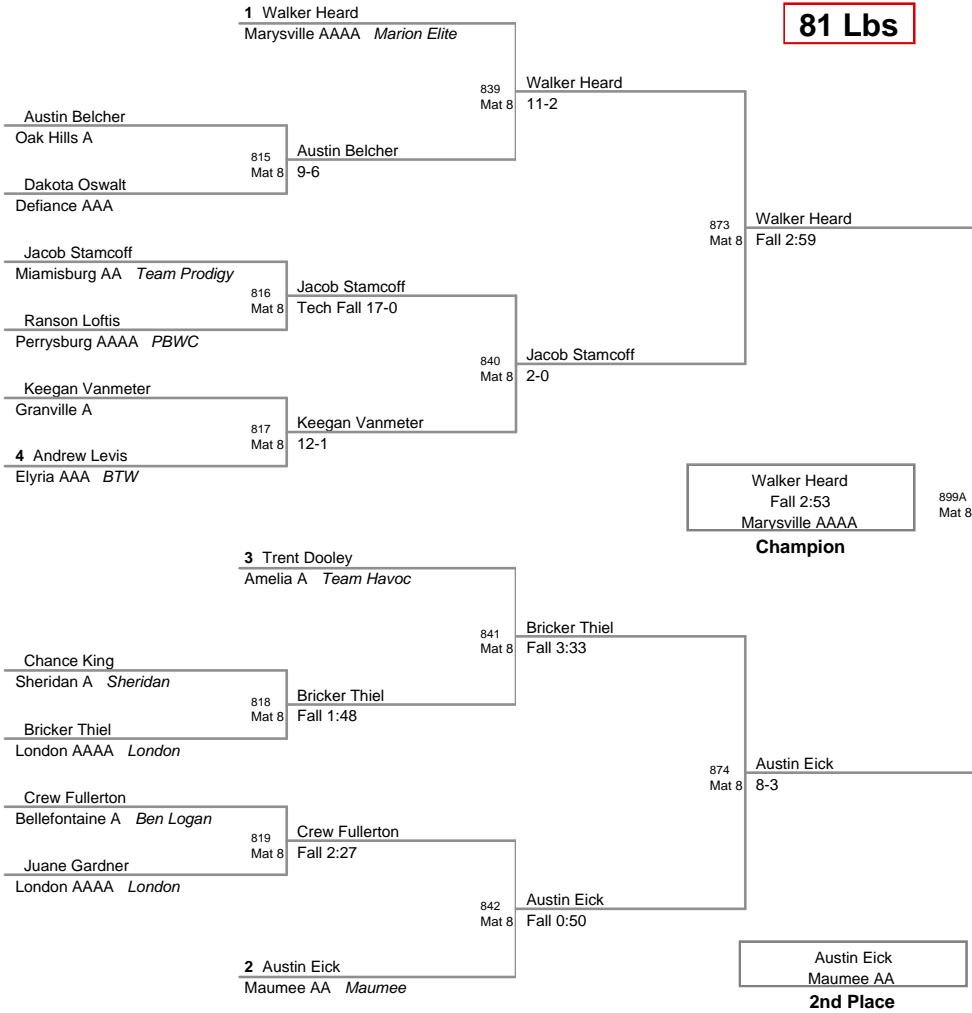 1 Walker Heard
81 Lbs
Marysville AAAA Marion Elite
839
Mat 8
Walker Heard
11-2
Austin Belcher
Oak Hills A
815
Mat 8
Austin Belcher
9-6
Dakota Oswalt
Defiance AAA
873
Mat 8
Walker Heard
Fall 2:59
Jacob Stamcoff
Miamisburg AA Team Prodigy
816
Mat 8
Jacob Stamcoff
Tech Fall 17-0
Ranson Loftis
Perrysburg AAAA PBWC
840
Mat 8
Jacob Stamcoff
2-0
Keegan Vanmeter
Granville A
817
Mat 8
Keegan Vanmeter
12-1
4 Andrew Levis
Elyria AAA BTW
Walker Heard
Fall 2:53
Marysville AAAA
Champion
899A
Mat 8
3 Trent Dooley
Amelia A Team Havoc
841
Mat 8
Bricker Thiel
Fall 3:33
Chance King
Sheridan A Sheridan
818
Mat 8
Bricker Thiel
Fall 1:48
Bricker Thiel
London AAAA London
874
Mat 8
Austin Eick
8-3
Crew Fullerton
Bellefontaine A Ben Logan
819
Mat 8
Crew Fullerton
Fall 2:27
Juane Gardner
London AAAA London
842
Mat 8
Austin Eick
Fall 0:50
2 Austin Eick
Maumee AA Maumee
Austin Eick
Maumee AA
2nd Place